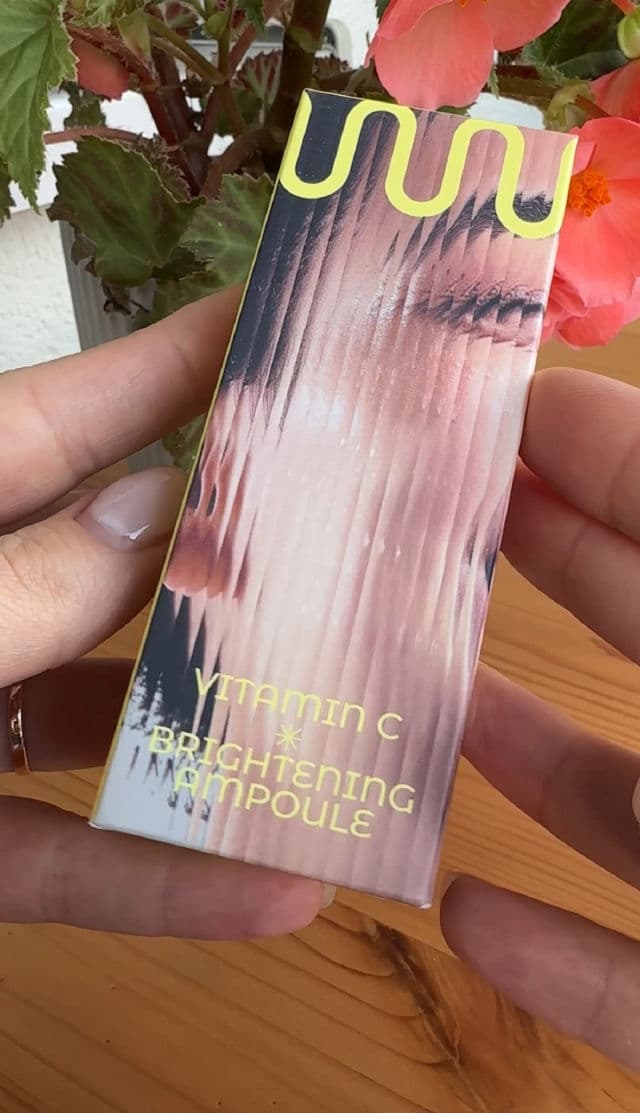 VITAMIN C
*
BRIGHTENING
AMPOULE